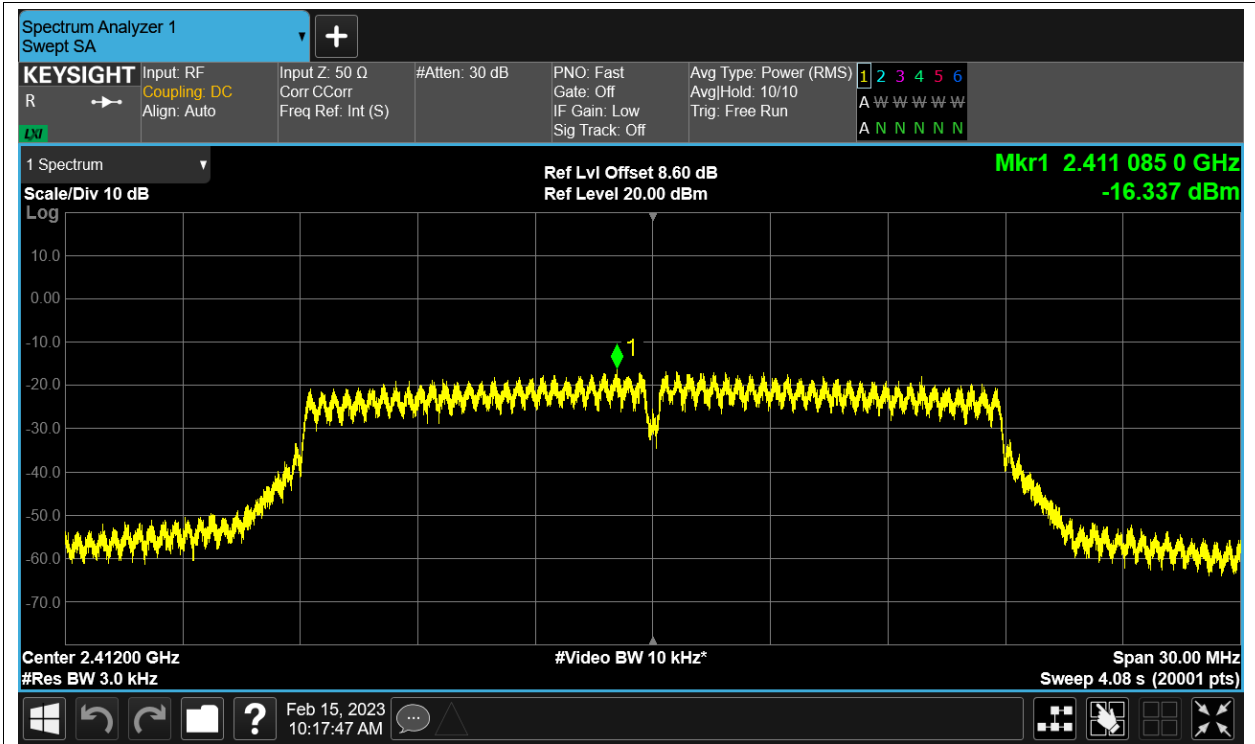 Spectrum Analyzer 1
Swept SA
+
KEYSIGHT
R
LXI
Input: RF
Coupling: DC
Align: Auto
Input Z: 50 Ω
Corr CCorr
Freq Ref: Int (S)
#Atten: 30 dB
PNO: Fast
Gate: Off
IF Gain: Low
Sig Track: Off
Avg Type: Power (RMS)
Avg|Hold: 10/10
Trig: Free Run
1 2 3 4 5 6
A W W W W W
A N N N N N
1 Spectrum
Scale/Div 10 dB
Log
Ref Lvl Offset 8.60 dB
Ref Level 20.00 dBm
Mkr1 2.411 085 0 GHz
-16.337 dBm
10.0
0.00
-10.0
-20.0
-30.0
-40.0
-50.0
-60.0
-70.0
1
Center 2.41200 GHz
#Res BW 3.0 kHz
#Video BW 10 kHz*
Span 30.00 MHz
Sweep 4.08 s (20001 pts)
?
Feb 15, 2023
10:17:47 AM